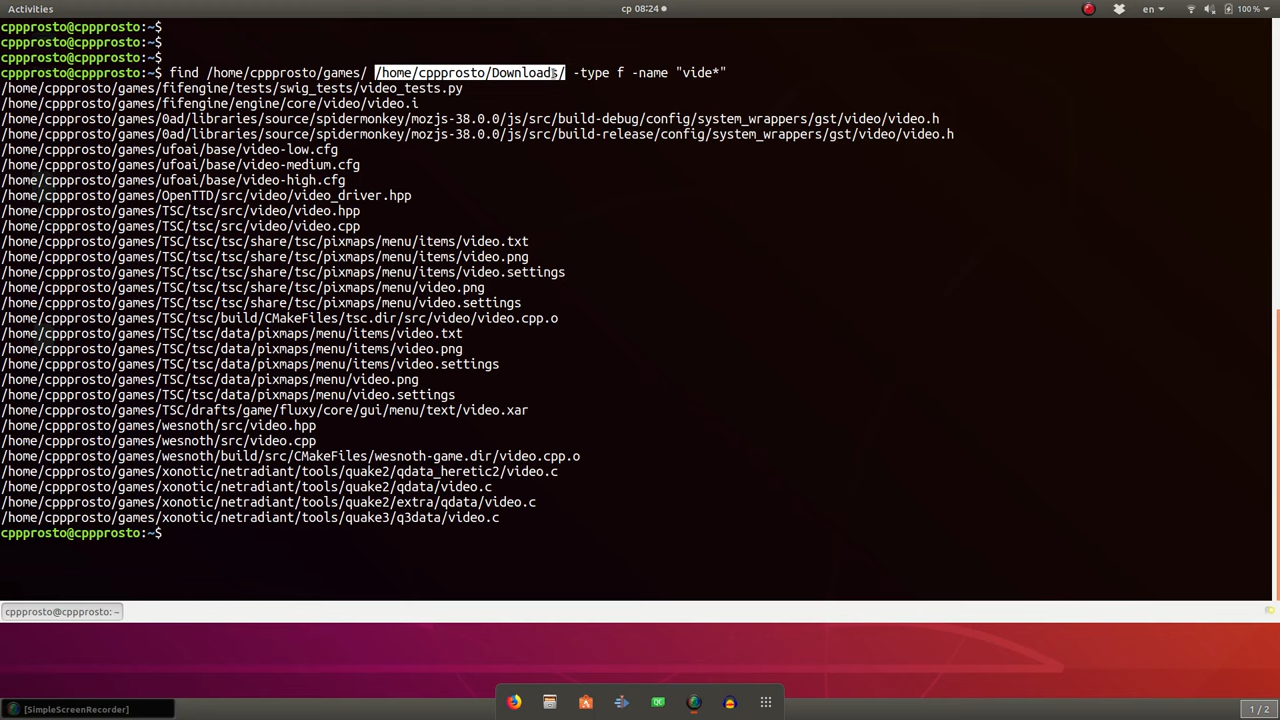 Activities
ср 08:24
en
100 %
cppprosto@cppprosto:~$
cppprosto@cppprosto:~$
cppprosto@cppprosto:~$
cppprosto@cppprosto:~$ find /home/cppprosto/games/ /home/cppprosto/Downloads/ -type f -name "vide*"
/home/cppprosto/games/fifengine/tests/swig_tests/video_tests.py
/home/cppprosto/games/fifengine/engine/core/video/video.i
/home/cppprosto/games/0ad/libraries/source/spidermonkey/mozjs-38.0.0/js/src/build-debug/config/system_wrappers/gst/video/video.h
/home/cppprosto/games/0ad/libraries/source/spidermonkey/mozjs-38.0.0/js/src/build-release/config/system_wrappers/gst/video/video.h
/home/cppprosto/games/ufoai/base/video-low.cfg
/home/cppprosto/games/ufoai/base/video-medium.cfg
/home/cppprosto/games/ufoai/base/video-high.cfg
/home/cppprosto/games/OpenTTD/src/video/video_driver.hpp
/home/cppprosto/games/TSC/tsc/src/video/video.hpp
/home/cppprosto/games/TSC/tsc/src/video/video.cpp
/home/cppprosto/games/TSC/tsc/tsc/share/tsc/pixmaps/menu/items/video.txt
/home/cppprosto/games/TSC/tsc/tsc/share/tsc/pixmaps/menu/items/video.png
/home/cppprosto/games/TSC/tsc/tsc/share/tsc/pixmaps/menu/items/video.settings
/home/cppprosto/games/TSC/tsc/tsc/share/tsc/pixmaps/menu/video.png
/home/cppprosto/games/TSC/tsc/tsc/share/tsc/pixmaps/menu/video.settings
/home/cppprosto/games/TSC/tsc/build/CMakeFiles/tsc.dir/src/video/video.cpp.o
/home/cppprosto/games/TSC/tsc/data/pixmaps/menu/items/video.txt
/home/cppprosto/games/TSC/tsc/data/pixmaps/menu/items/video.png
/home/cppprosto/games/TSC/tsc/data/pixmaps/menu/items/video.settings
/home/cppprosto/games/TSC/tsc/data/pixmaps/menu/video.png
/home/cppprosto/games/TSC/tsc/data/pixmaps/menu/video.settings
/home/cppprosto/games/TSC/drafts/game/fluxy/core/gui/menu/text/video.xar
/home/cppprosto/games/wesnoth/src/video.hpp
/home/cppprosto/games/wesnoth/src/video.cpp
/home/cppprosto/games/wesnoth/build/src/CMakeFiles/wesnoth-game.dir/video.cpp.o
/home/cppprosto/games/xonotic/netradiant/tools/quake2/qdata_heretic2/video.c
/home/cppprosto/games/xonotic/netradiant/tools/quake2/qdata/video.c
/home/cppprosto/games/xonotic/netradiant/tools/quake2/extra/qdata/video.c
/home/cppprosto/games/xonotic/netradiant/tools/quake3/q3data/video.c
cppprosto@cppprosto:~$
cppprosto@cppprosto: ~
QC
[SimpleScreenRecorder]
1 / 2